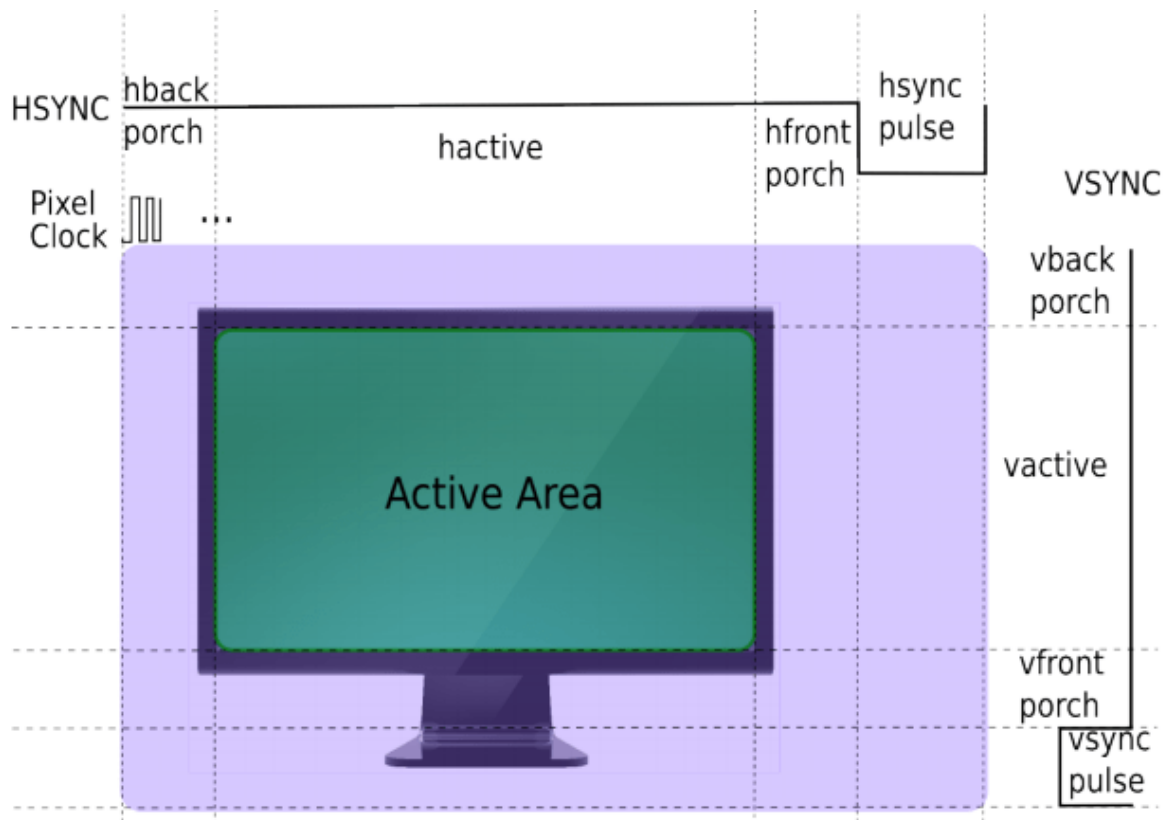 hback
porch
HSYNC
hactive
hfront
porch
hsync
pulse
VSYNC
Pixel
Clock
...
vback
porch
Active Area
vactive
vfront
porch
vsync
pulse